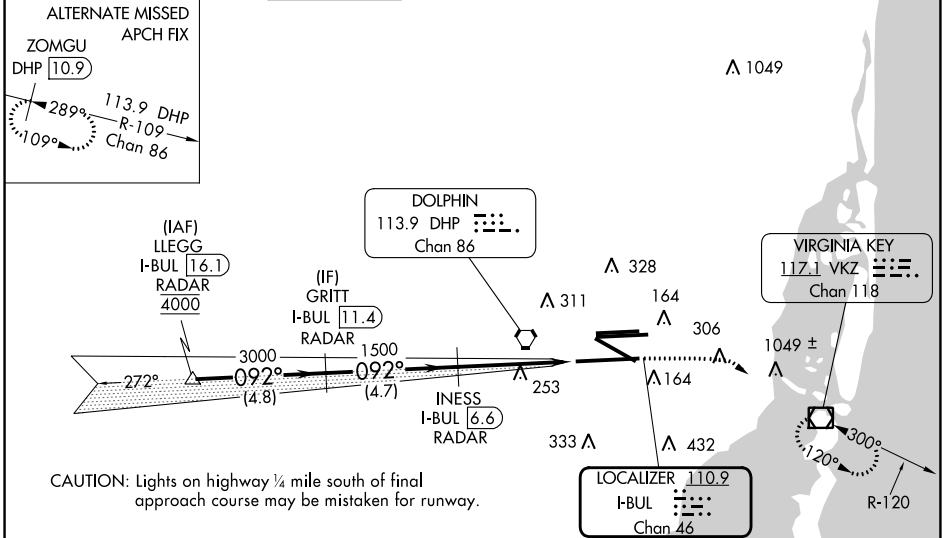 ALTERNATE MISSED
APCH FIX
ZOMGU
DHP 10.9
289°
109°
113.9 DHP
R-109
Chan 86
1049
DOLPHIN
113.9 DHP
Chan 86
(IAF)
LLEGG
I-BUL 16.1
RADAR
4000
(IF)
GRITT
I-BUL 11.4
RADAR
328
311
164
306
VIRGINIA KEY
117.1 VKZ
Chan 118
1049 ±
3000
1500
272°
092°
092°
(4.8)
(4.7)
INESS
I-BUL 6.6
RADAR
253
164
333
432
300°
120°
R-120
LOCALIZER 110.9
I-BUL
Chan 46
CAUTION: Lights on highway ¼ mile south of final
approach course may be mistaken for runway.